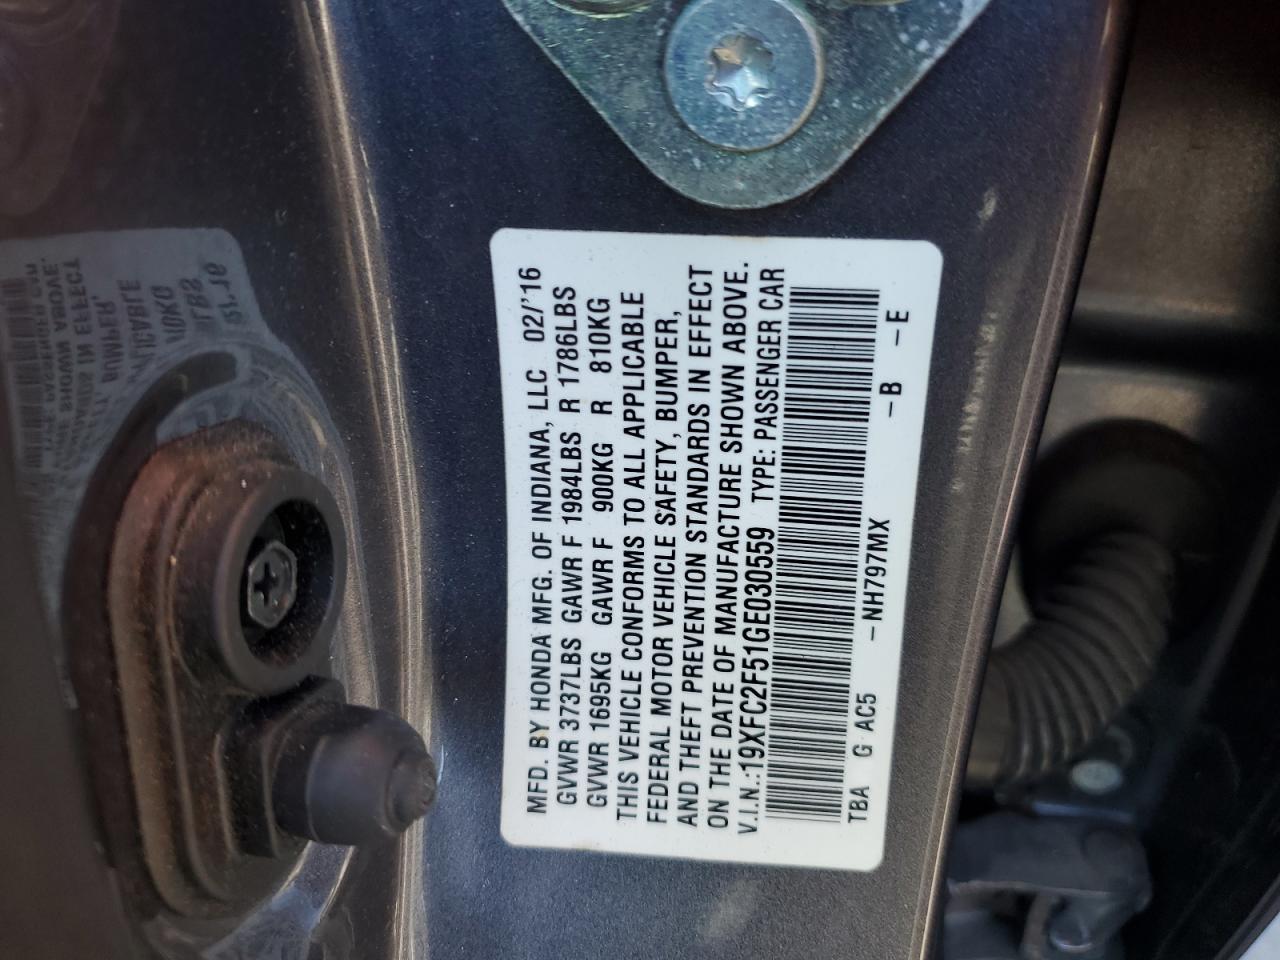 MFD. BY HONDA MFG. OF INDIANA, LLC 02/'16
GVWR 3737LBS GAWR F 1984LBS R 1786LBS
GVWR 1695KG GAWR F 900KG R 810KG
THIS VEHICLE CONFORMS TO ALL APPLICABLE
FEDERAL MOTOR VEHICLE SAFETY, BUMPER,
AND THEFT PREVENTION STANDARDS IN EFFECT
ON THE DATE OF MANUFACTURE SHOWN ABOVE.
V.I.N.:19XFC2F51GE030559 TYPE: PASSENGER CAR
TBA G AC5 -NH797MX -B -E